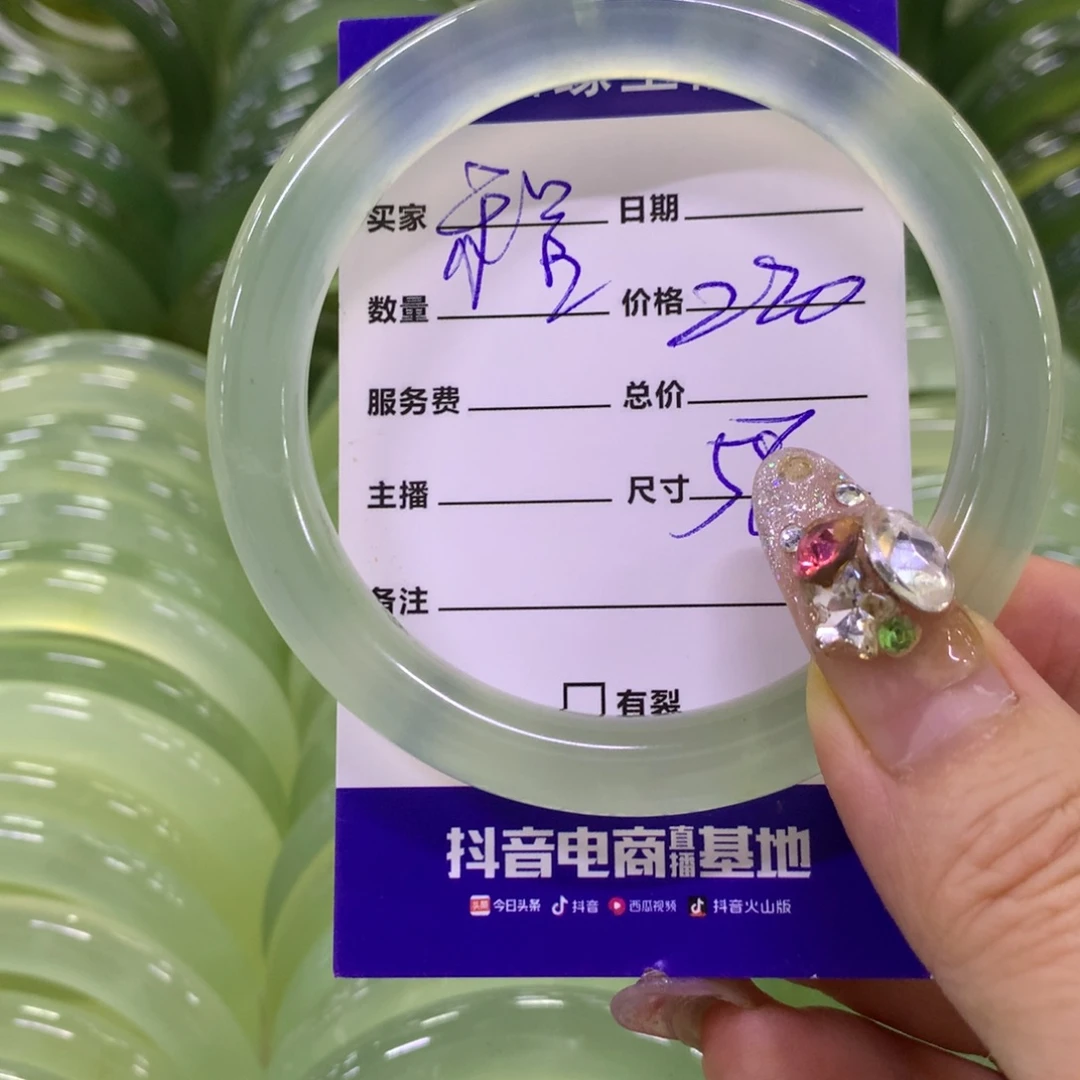 买家 日期
数量 价格 220
服务费 总价
主播 尺寸
备注
有裂
抖音电商直播基地
头条 今日头条 抖音 西瓜视频 抖音火山版